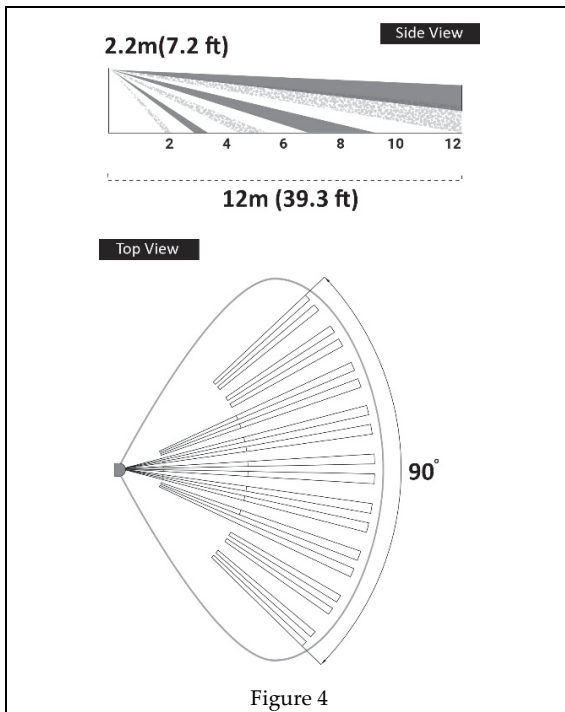 Side View
2.2m(7.2 ft)
2 4 6 8 10 12
12m (39.3 ft)
Top View
90°
Figure 4